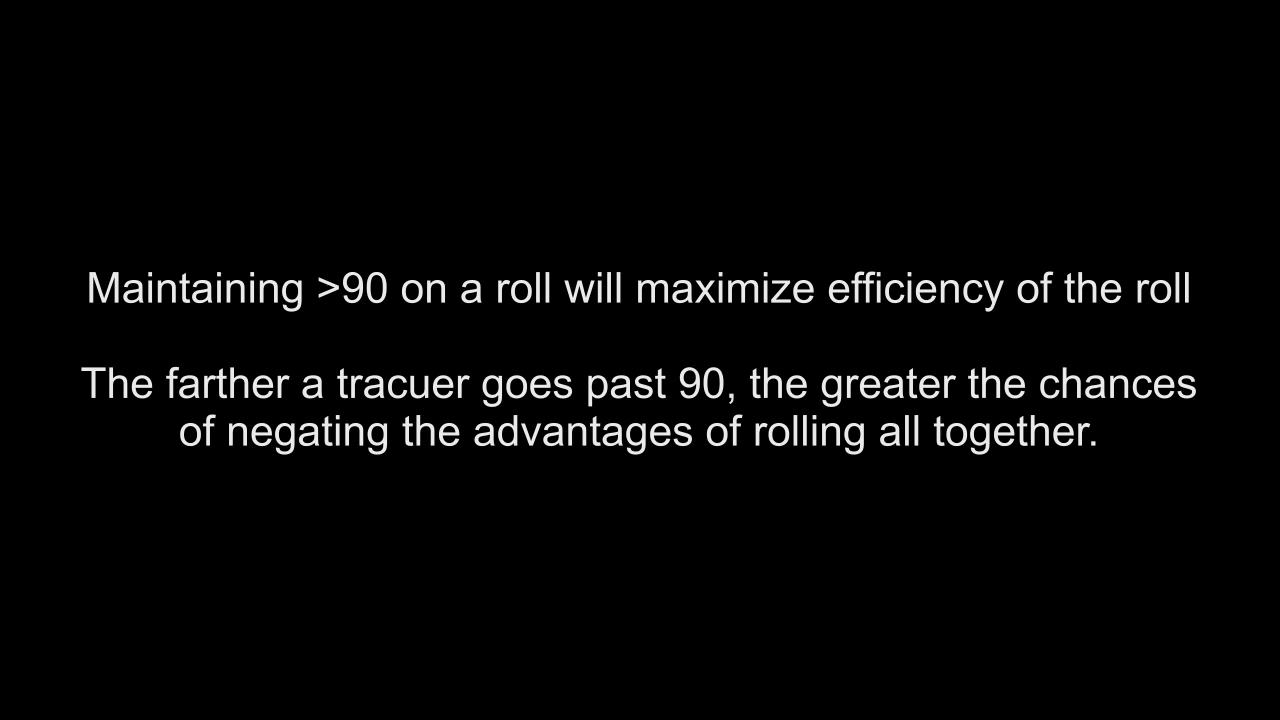 Maintaining >90 on a roll will maximize efficiency of the roll
The farther a tracuer goes past 90, the greater the chances
of negating the advantages of rolling all together.